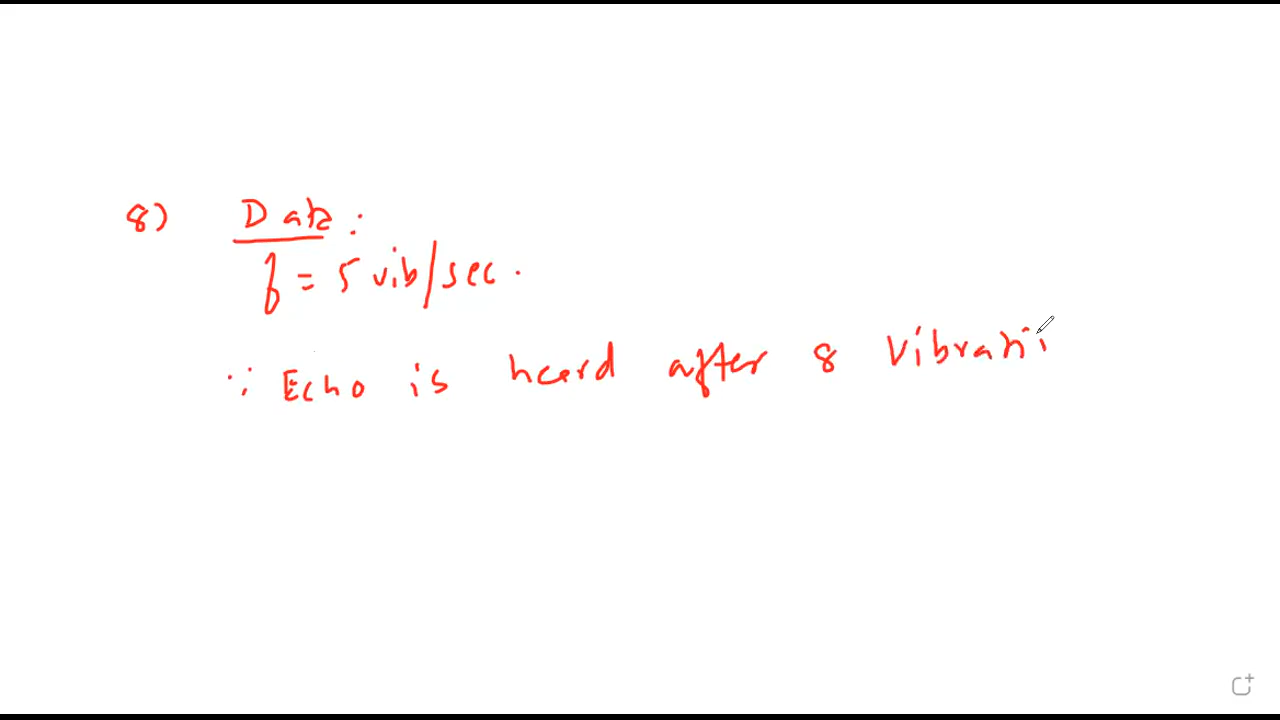 8) Data:
f = 5 vib/sec.
∵ Echo is heard after 8 Vibrati